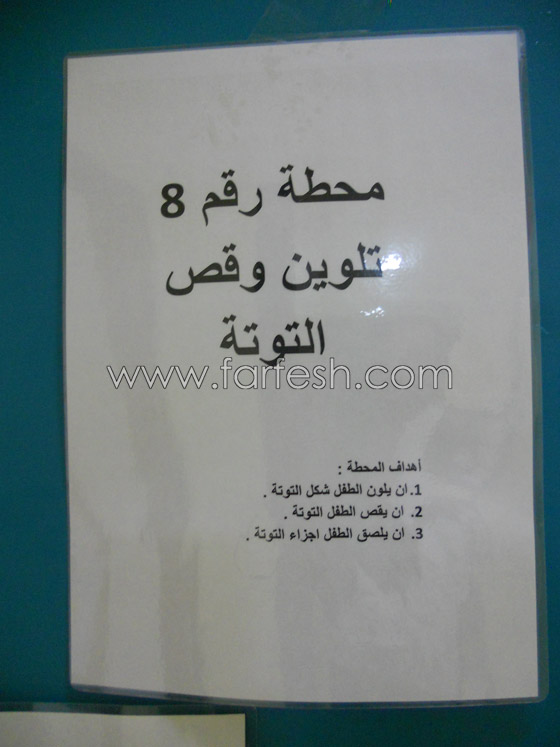 محطة رقم 8
تلوين وقص
التوتة
www.farfesh.com
أهداف المحطة :
1. ان يلون الطفل شكل التوتة .
2. ان يقص الطفل التوتة .
3. ان يلصق الطفل اجزاء التوتة .